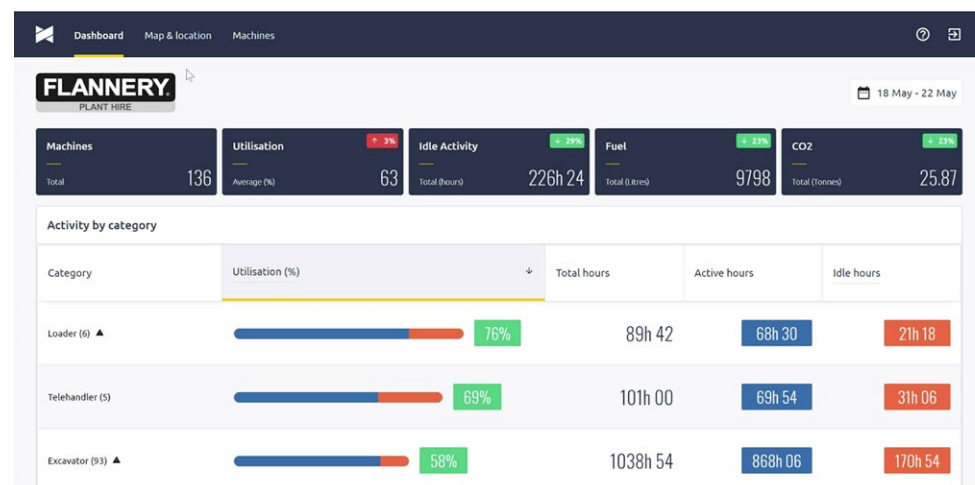 Dashboard Map & location Machines
FLANNERY
PLANT HIRE
18 May - 22 May
Machines
Total 136
Utilisation ↑ 3%
Average (%) 63
Idle Activity ↓ 29%
Total (hours) 226h 24
Fuel ↓ 23%
Total (Litres) 9798
CO2 ↓ 23%
Total (Tonnes) 25.87
Activity by category
Category Utilisation (%) ↓ Total hours Active hours Idle hours
Loader (6) ▲ 76% 89h 42 68h 30 21h 18
Telehandler (5) 69% 101h 00 69h 54 31h 06
Excavator (93) ▲ 58% 1038h 54 868h 06 170h 54